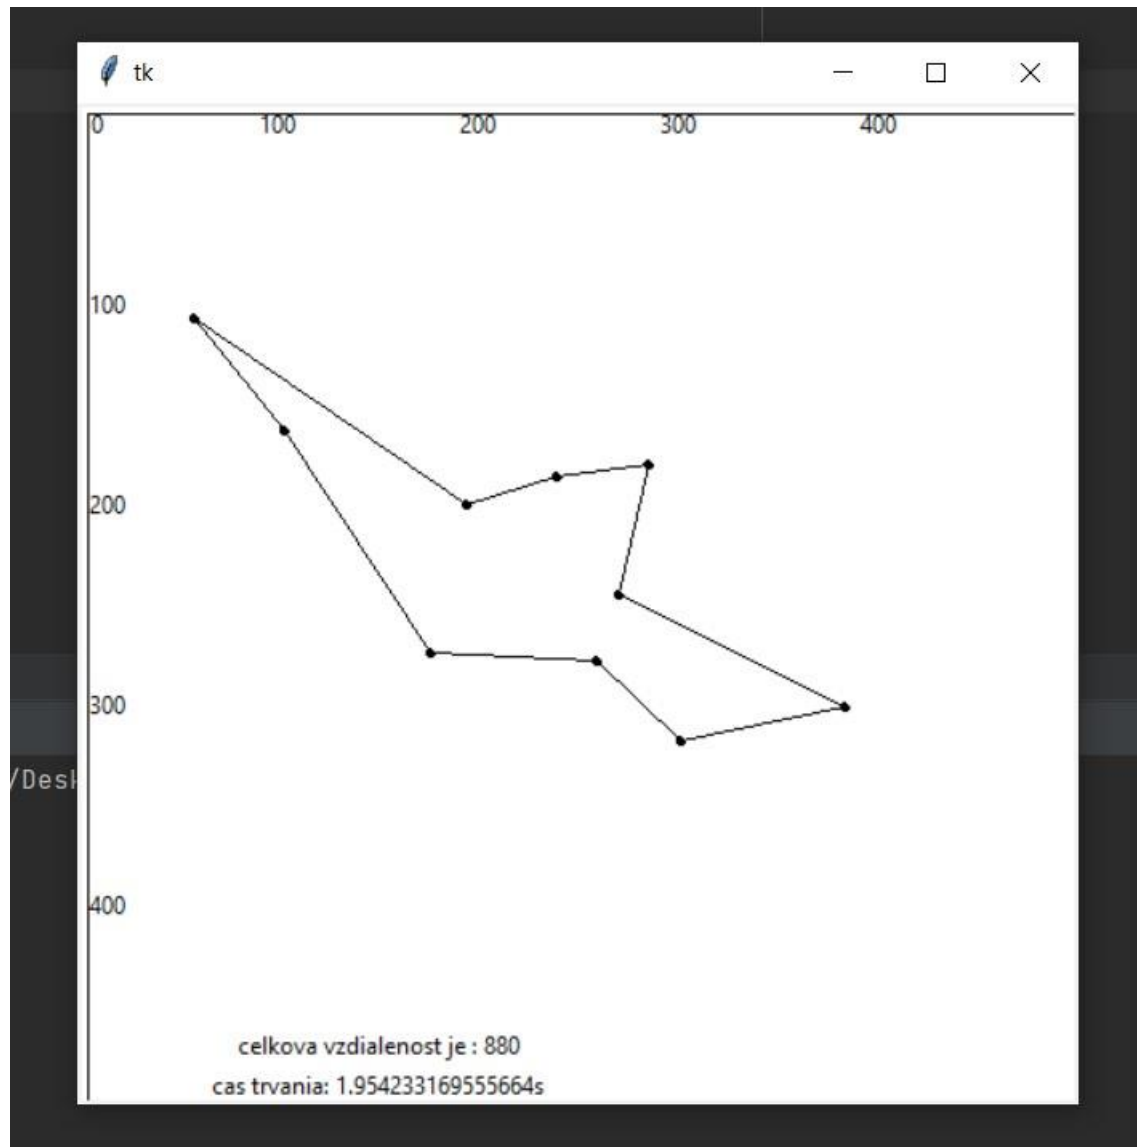 tk
0 100 200 300 400
100
200
300
/Desk
400
celkova vzdialenost je : 880
cas trvania: 1.954233169555664s